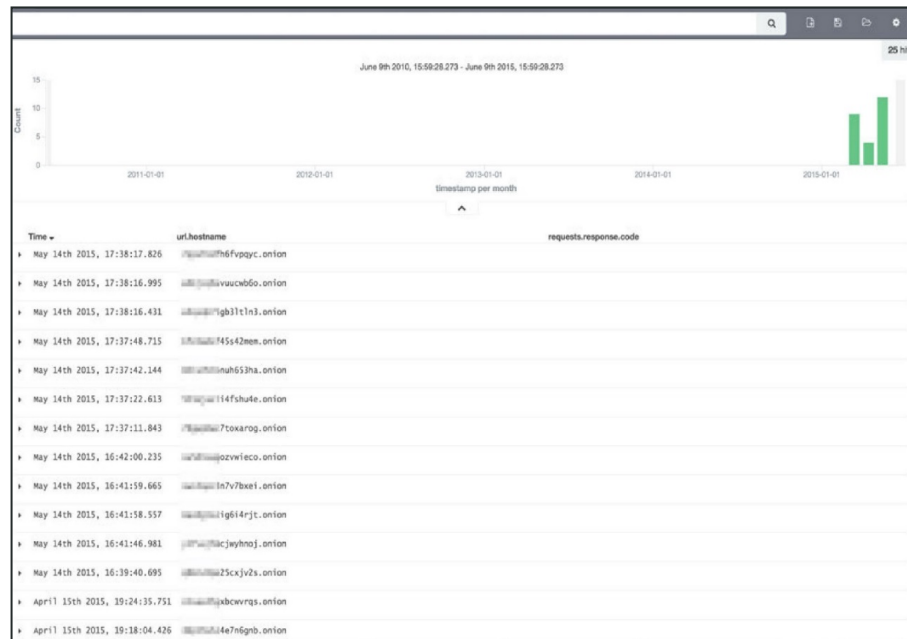 25 hi
June 9th 2010, 15:59:28.273 - June 9th 2015, 15:59:28.273
15
10
5
0
Count
2011-01-01
2012-01-01
2013-01-01
2014-01-01
2015-01-01
timestamp per month
Time url.hostname requests.response.code
May 14th 2015, 17:38:17.826 fh6fvpqyc.onion
May 14th 2015, 17:38:16.995 vuucwb6o.onion
May 14th 2015, 17:38:16.431 igb3ltln3.onion
May 14th 2015, 17:37:48.715 f45s42mem.onion
May 14th 2015, 17:37:42.144 nuh653ha.onion
May 14th 2015, 17:37:22.613 i4fshu4e.onion
May 14th 2015, 17:37:11.843 7toxarog.onion
May 14th 2015, 16:42:00.235 ozvwieco.onion
May 14th 2015, 16:41:59.665 ln7v7bxei.onion
May 14th 2015, 16:41:58.557 ig6i4rjt.onion
May 14th 2015, 16:41:46.981 cjwyhnoj.onion
May 14th 2015, 16:39:40.695 25cxjv2s.onion
April 15th 2015, 19:24:35.751 xbcwvrqs.onion
April 15th 2015, 19:18:04.426 4e7n6gnb.onion